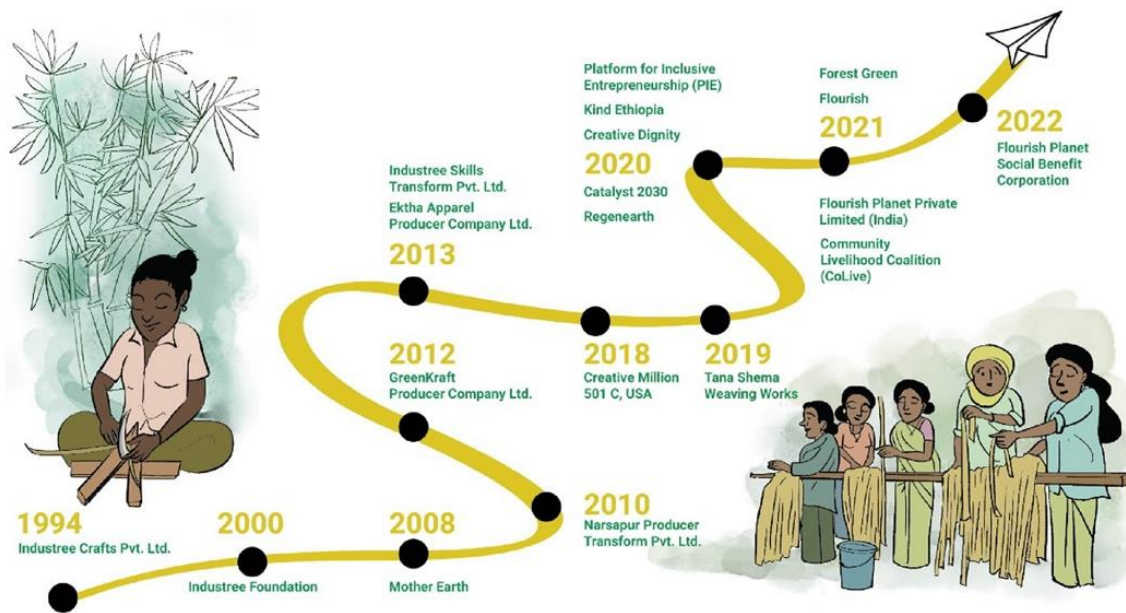 1994
Industree Crafts Pvt. Ltd.
2000
Industree Foundation
2008
Mother Earth
2010
Narsapur Producer
Transform Pvt. Ltd.
2012
GreenKraft
Producer Company Ltd.
Industree Skills
Transform Pvt. Ltd.
Ektha Apparel
Producer Company Ltd.
2013
2018
Creative Million
501 C, USA
2019
Tana Shema
Weaving Works
Platform for Inclusive
Entrepreneurship (PIE)
Kind Ethiopia
Creative Dignity
2020
Catalyst 2030
Regenearth
Forest Green
Flourish
2021
Flourish Planet Private
Limited (India)
Community
Livelihood Coalition
(CoLive)
2022
Flourish Planet
Social Benefit
Corporation